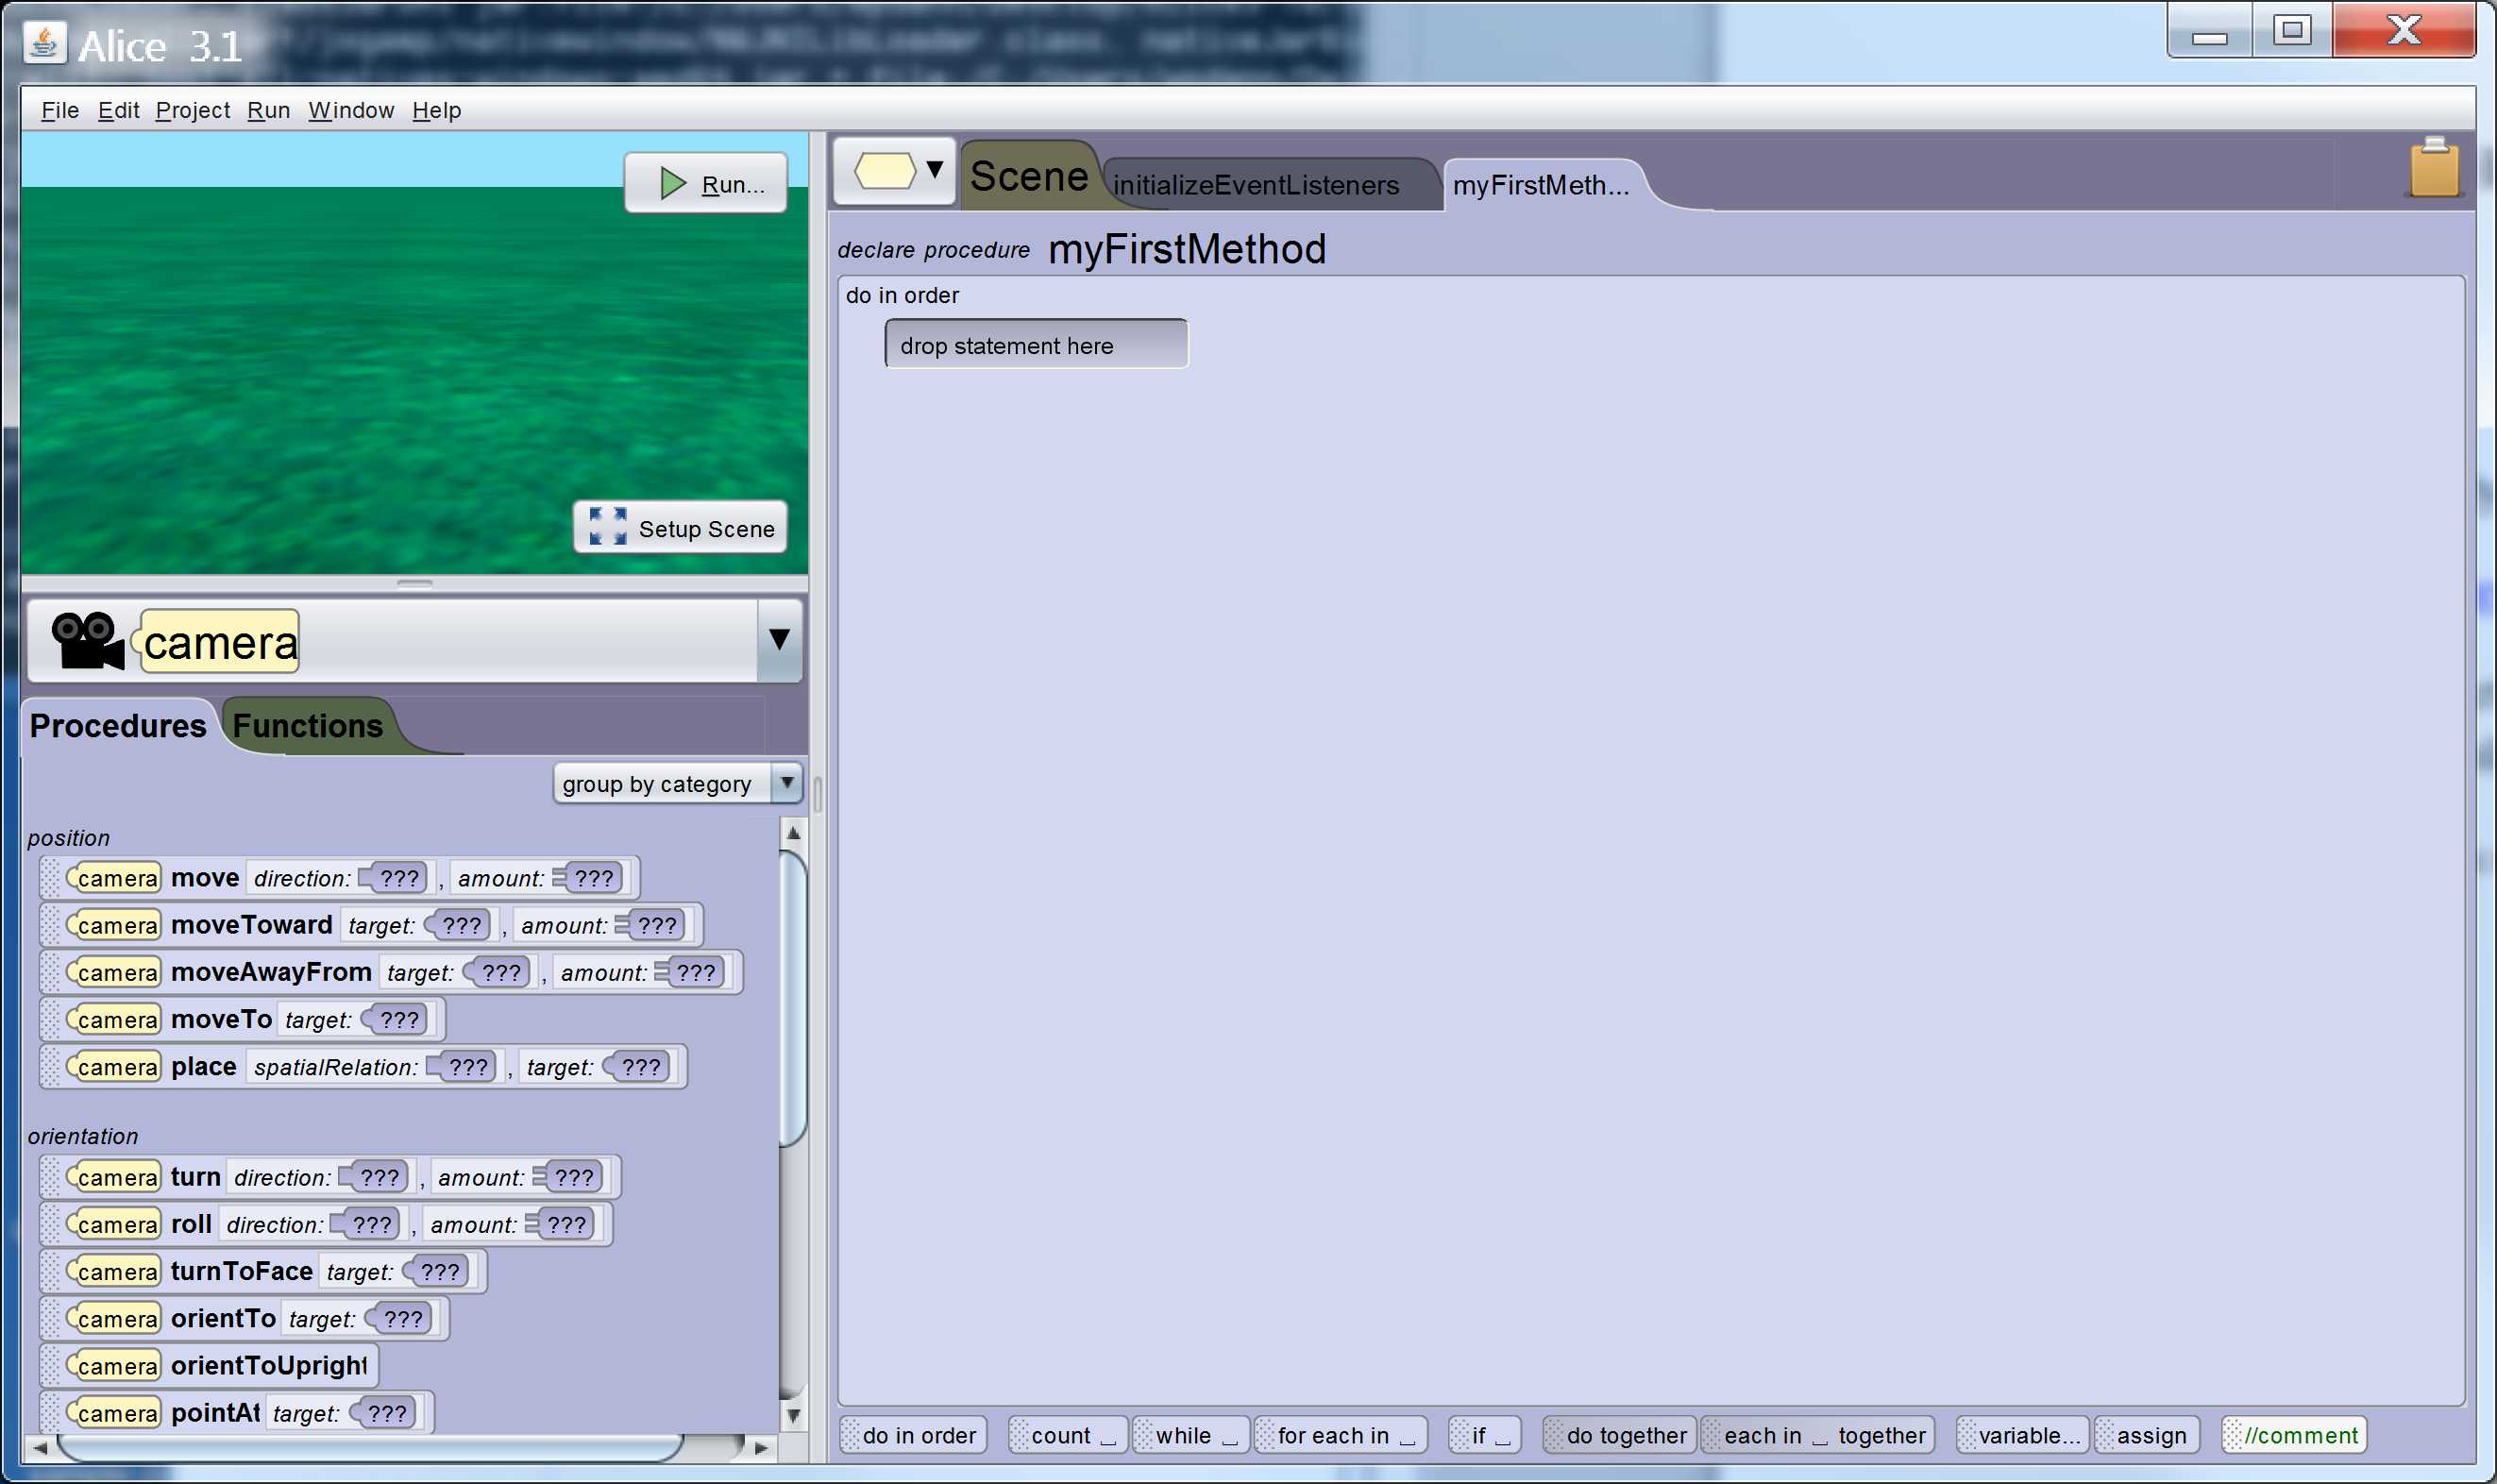 Alice 3.1
File Edit Project Run Window Help
Run...
Setup Scene
camera
Procedures Functions
group by category
position
camera move direction: ??? , amount: ???
camera moveToward target: ??? , amount: ???
camera moveAwayFrom target: ??? , amount: ???
camera moveTo target: ???
camera place spatialRelation: ??? , target: ???
orientation
camera turn direction: ??? , amount: ???
camera roll direction: ??? , amount: ???
camera turnToFace target: ???
camera orientTo target: ???
camera orientToUpright
camera pointAt target: ???
Scene initializeEventListeners myFirstMeth...
declare procedure myFirstMethod
do in order
drop statement here
do in order count _ while _ for each in _ if _ do together each in _ together variable... assign //comment